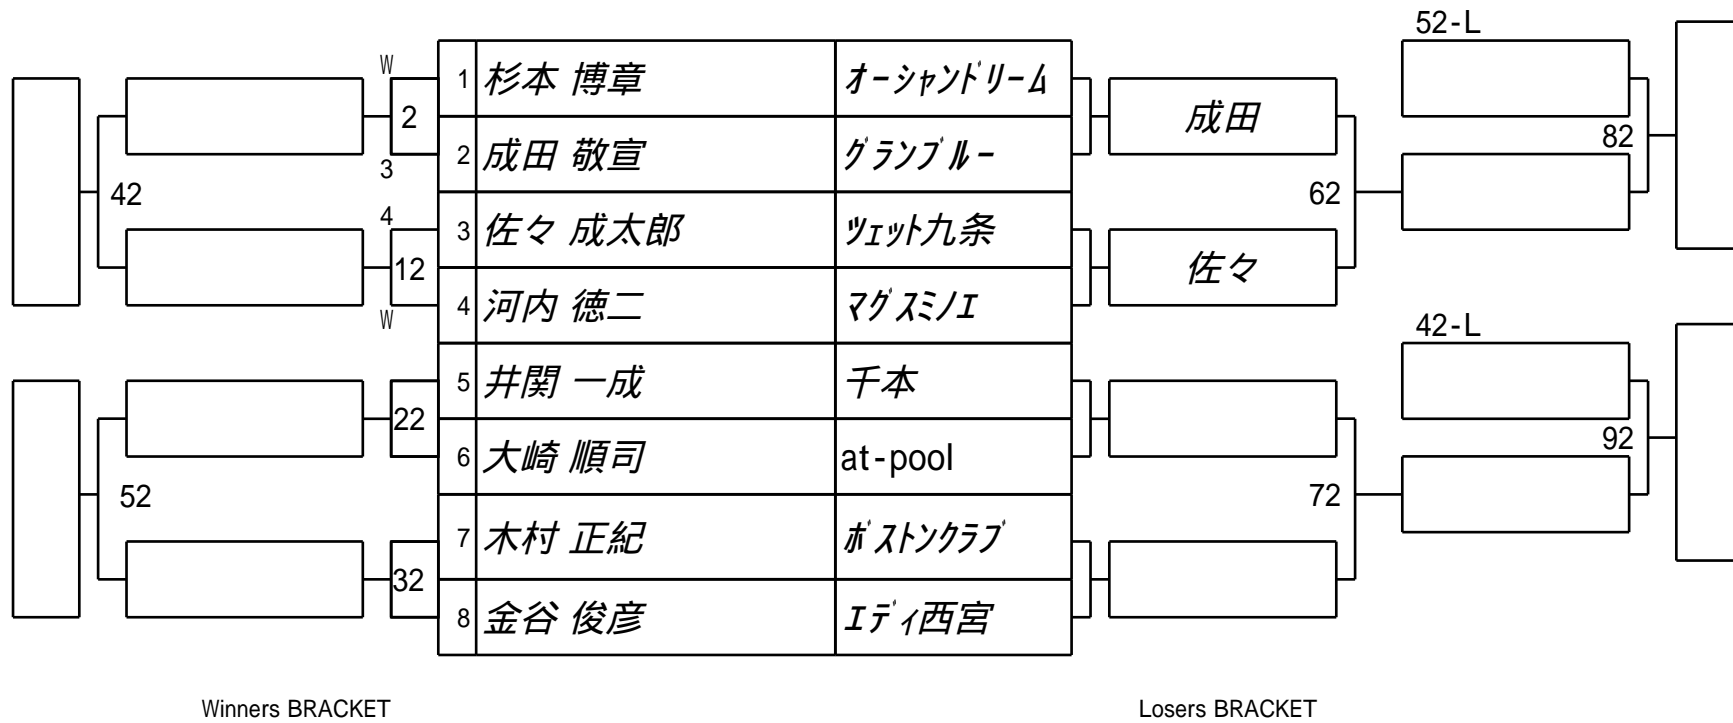 52-L
W
1 杉本 博章 オーシャンドリーム
2
成田
3
2 成田 敬宣 グランブルー
82
42
62
4
3 佐々 成太郎 ツェット九条
12
佐々
W
4 河内 徳二 マグスミノエ
42-L
5 井関 一成 千本
22
6 大崎 順司 at-pool
92
52
72
7 木村 正紀 ボストンクラブ
32
8 金谷 俊彦 エディ西宮
Winners BRACKET
Losers BRACKET